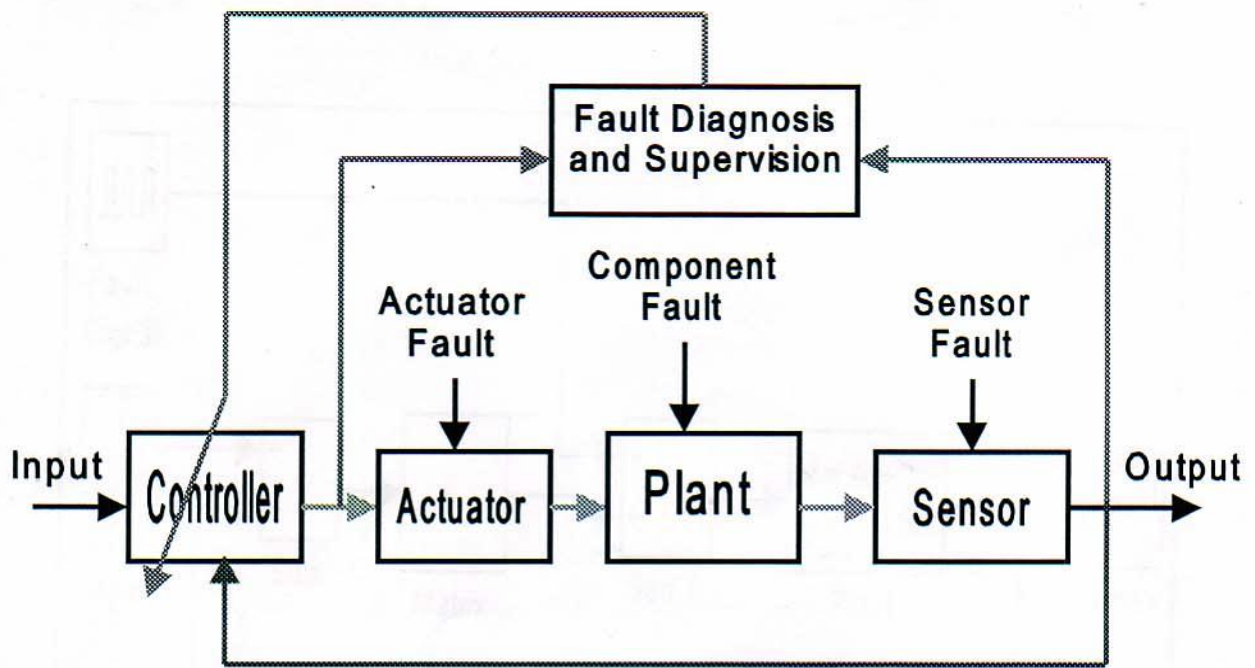 Fault Diagnosis
and Supervision
Component
Fault
Actuator
Fault
Sensor
Fault
Input
Controller
Actuator
Plant
Sensor
Output